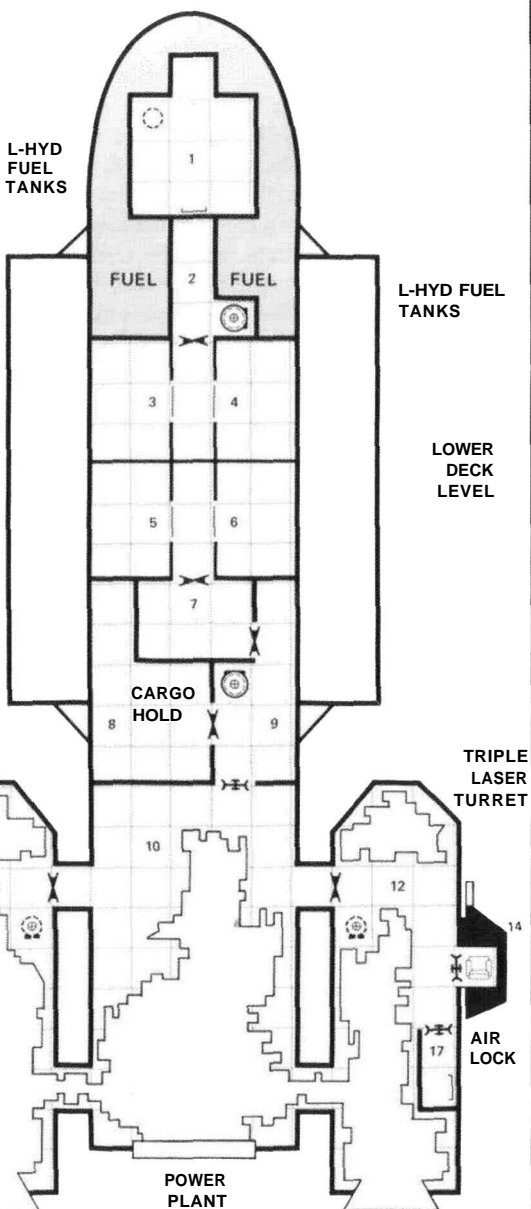 1
L-HYD
FUEL
TANKS
FUEL
2
FUEL
L-HYD FUEL
TANKS
3
4
LOWER
DECK
LEVEL
5
6
7
CARGO
HOLD
8
9
TRIPLE
LASER
TURRET
10
12
14
AIR
LOCK
17
POWER
PLANT